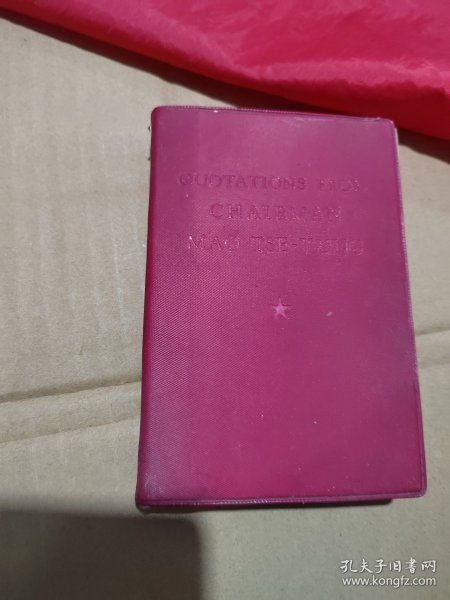 QUOTATIONS FROM
CHAIRMAN
MAO TSE-TUNG
孔夫子旧书网
www.kongfz.com